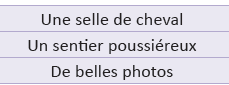 Une selle de cheval
Un sentier poussiéreux
De belles photos